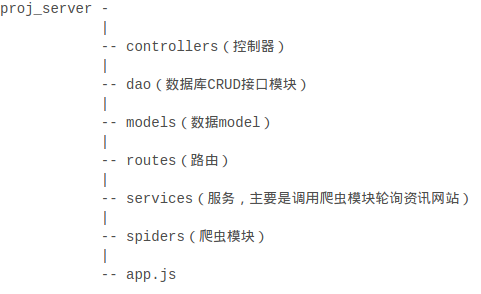 proj_server -
|
-- controllers（控制器）
|
-- dao（数据库CRUD接口模块）
|
-- models（数据model）
|
-- routes（路由）
|
-- services（服务，主要是调用爬虫模块轮询资讯网站）
|
-- spiders（爬虫模块）
|
-- app.js